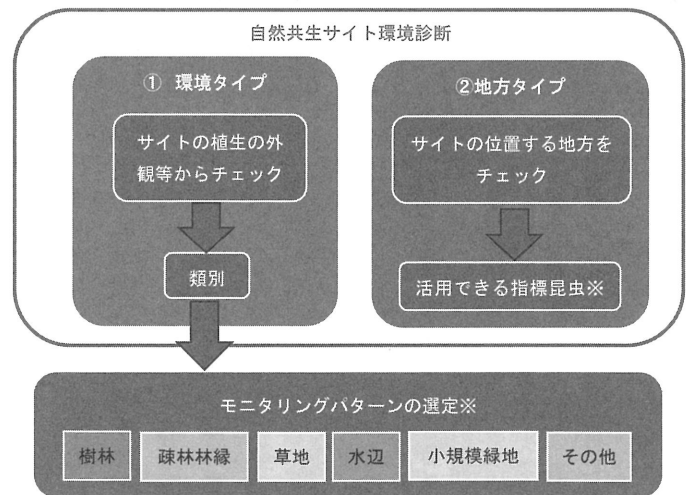 自然共生サイト環境診断
① 環境タイプ
サイトの植生の外
観等からチェック
類別
②地方タイプ
サイトの位置する地方を
チェック
活用できる指標昆虫※
モニタリングパターンの選定※
樹林
疎林林縁
草地
水辺
小規模緑地
その他